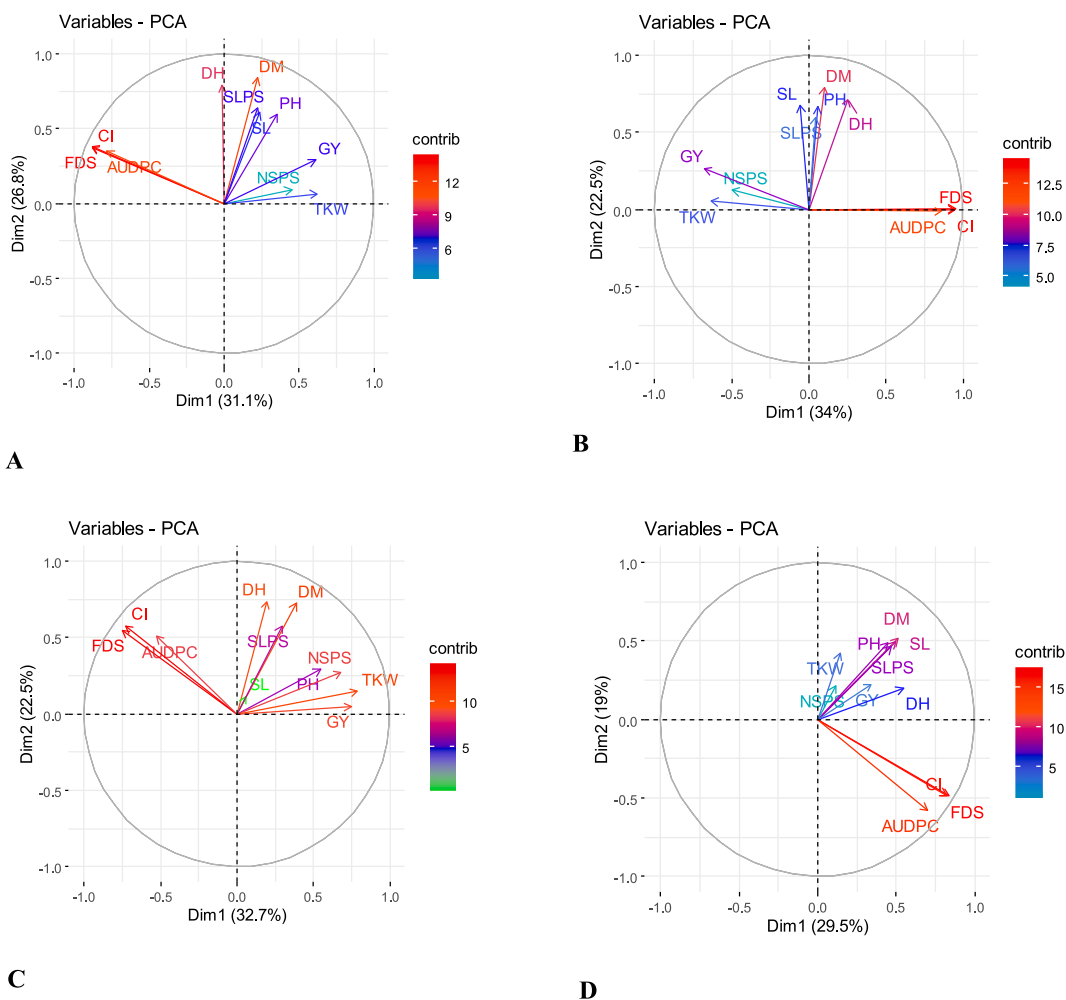 A
Variables - PCA
Dim2 (26.8%)
1.0
0.5
0.0
-0.5
-1.0
DH
DM
SLPS
PH
SL
CI
FDS
AUDPC
GY
NSPS
TKW
-1.0
-0.5
0.0
0.5
1.0
Dim1 (31.1%)
contrib
12
9
6
B
Variables - PCA
Dim2 (22.5%)
1.0
0.5
0.0
-0.5
-1.0
DM
SL
PH
SLPS
DH
GY
NSPS
TKW
FDS
AUDPC
CI
-1.0
-0.5
0.0
0.5
1.0
Dim1 (34%)
contrib
12.5
10.0
7.5
5.0
C
Variables - PCA
Dim2 (22.5%)
1.0
0.5
0.0
-0.5
-1.0
DH
DM
CI
FDS
AUDPC
SLPS
NSPS
SL
PH
TKW
GY
-1.0
-0.5
0.0
0.5
1.0
Dim1 (32.7%)
contrib
10
5
D
Variables - PCA
Dim2 (19%)
1.0
0.5
0.0
-0.5
-1.0
DM
PH
SL
TKW
SLPS
NSPS
GY
DH
CI
FDS
AUDPC
-1.0
-0.5
0.0
0.5
1.0
Dim1 (29.5%)
contrib
15
10
5